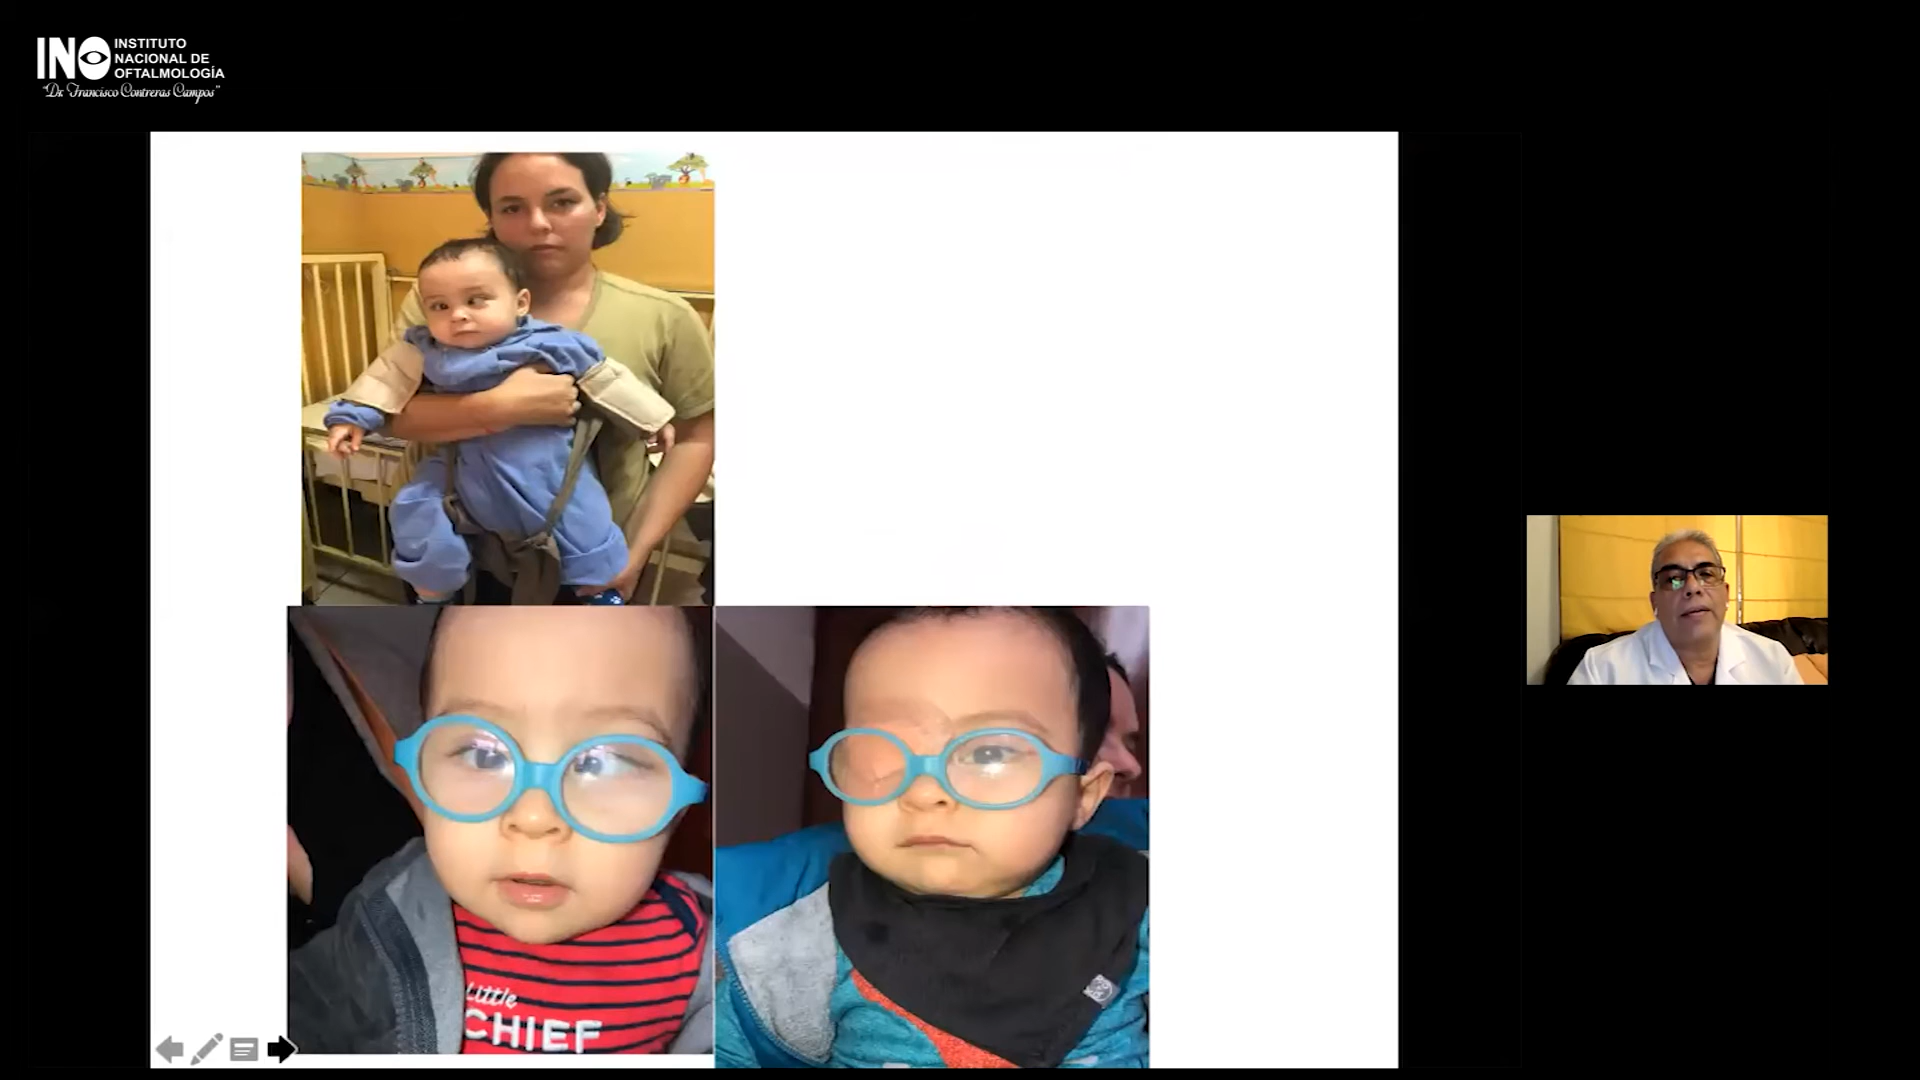 INO
INSTITUTO
NACIONAL DE
OFTALMOLOGÍA
"Dr. Francisco Contreras Campos"
Little
CHIEF